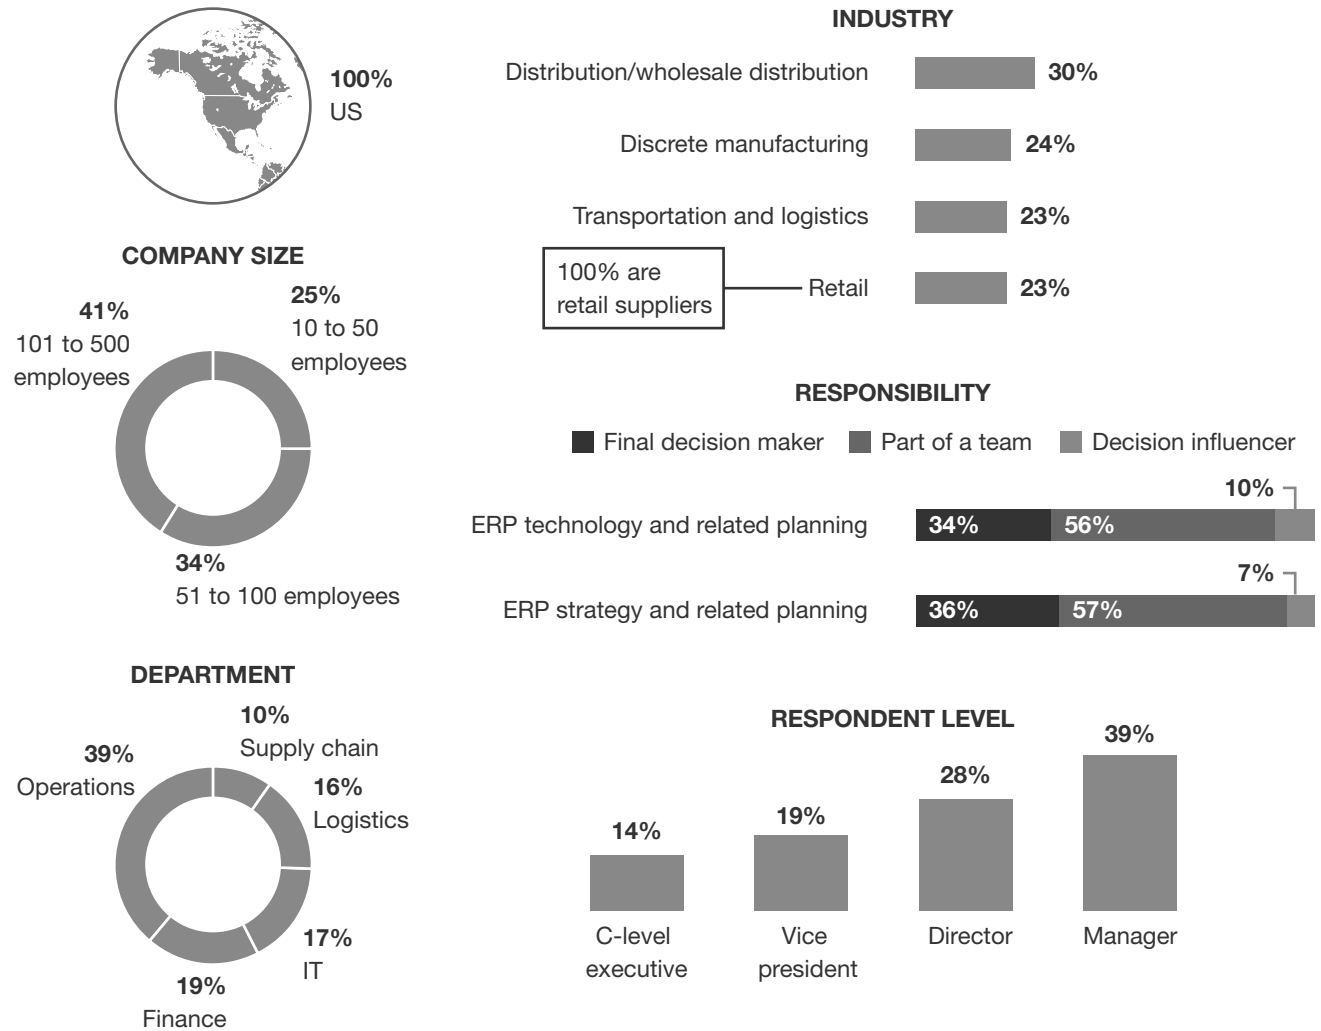 100%
US
COMPANY SIZE
41%
101 to 500
employees
25%
10 to 50
employees
34%
51 to 100 employees
DEPARTMENT
10%
Supply chain
39%
Operations
16%
Logistics
17%
IT
19%
Finance
INDUSTRY
Distribution/wholesale distribution 30%
Discrete manufacturing 24%
Transportation and logistics 23%
100% are
retail suppliers
Retail 23%
RESPONSIBILITY
Final decision maker Part of a team Decision influencer
10%
ERP technology and related planning 34% 56%
7%
ERP strategy and related planning 36% 57%
RESPONDENT LEVEL
14%
19%
28%
39%
C-level
executive
Vice
president
Director
Manager